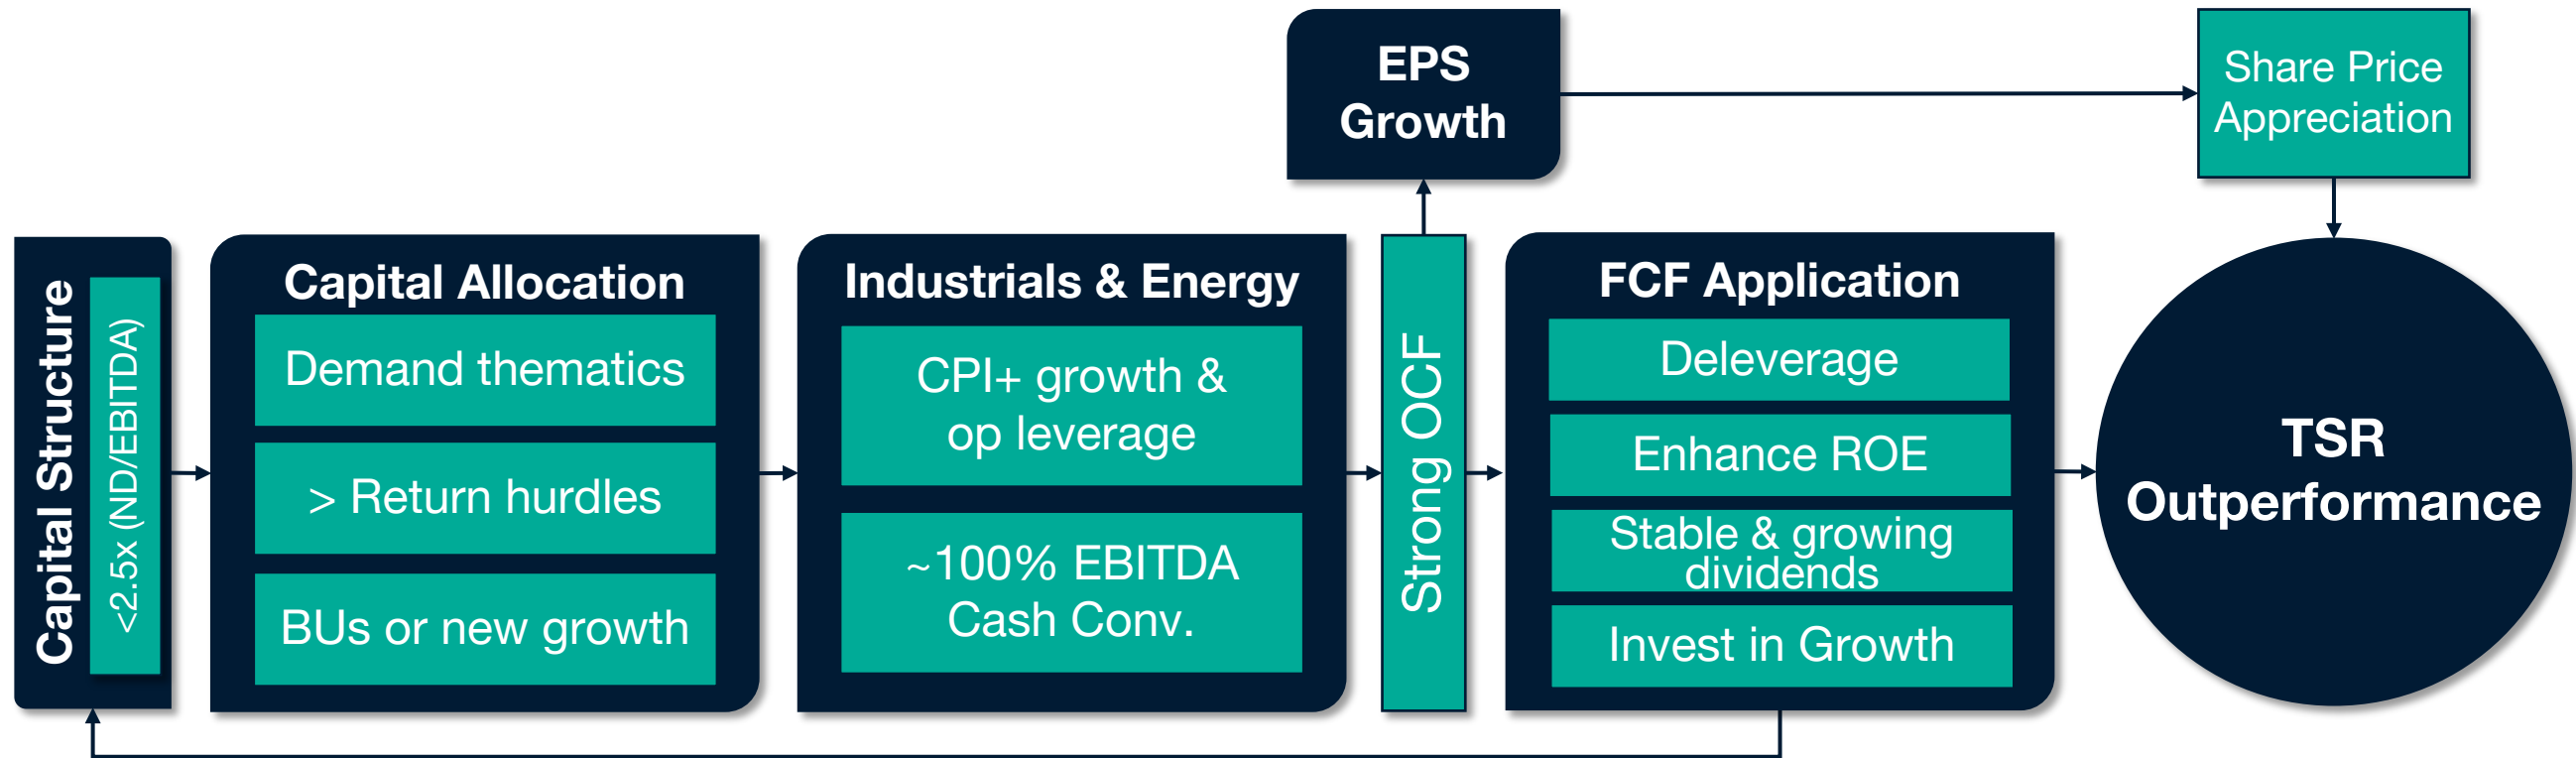 EPS
Growth
Share Price
Appreciation
Capital Structure
<2.5x (ND/EBITDA)
Capital Allocation
Demand thematics
> Return hurdles
BUs or new growth
Industrials & Energy
CPI+ growth &
op leverage
~100% EBITDA
Cash Conv.
Strong OCF
FCF Application
Deleverage
Enhance ROE
Stable & growing
dividends
Invest in Growth
TSR
Outperformance